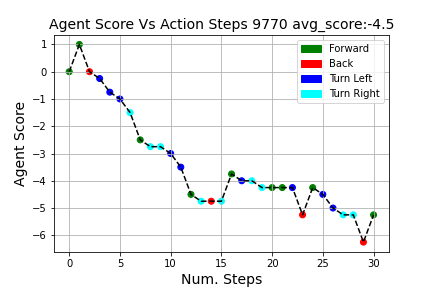 Agent Score Vs Action Steps 9770 avg_score:-4.5
Forward
Back
Turn Left
Turn Right
Agent Score
1
0
−1
−2
−3
−4
−5
−6
0 5 10 15 20 25 30
Num. Steps